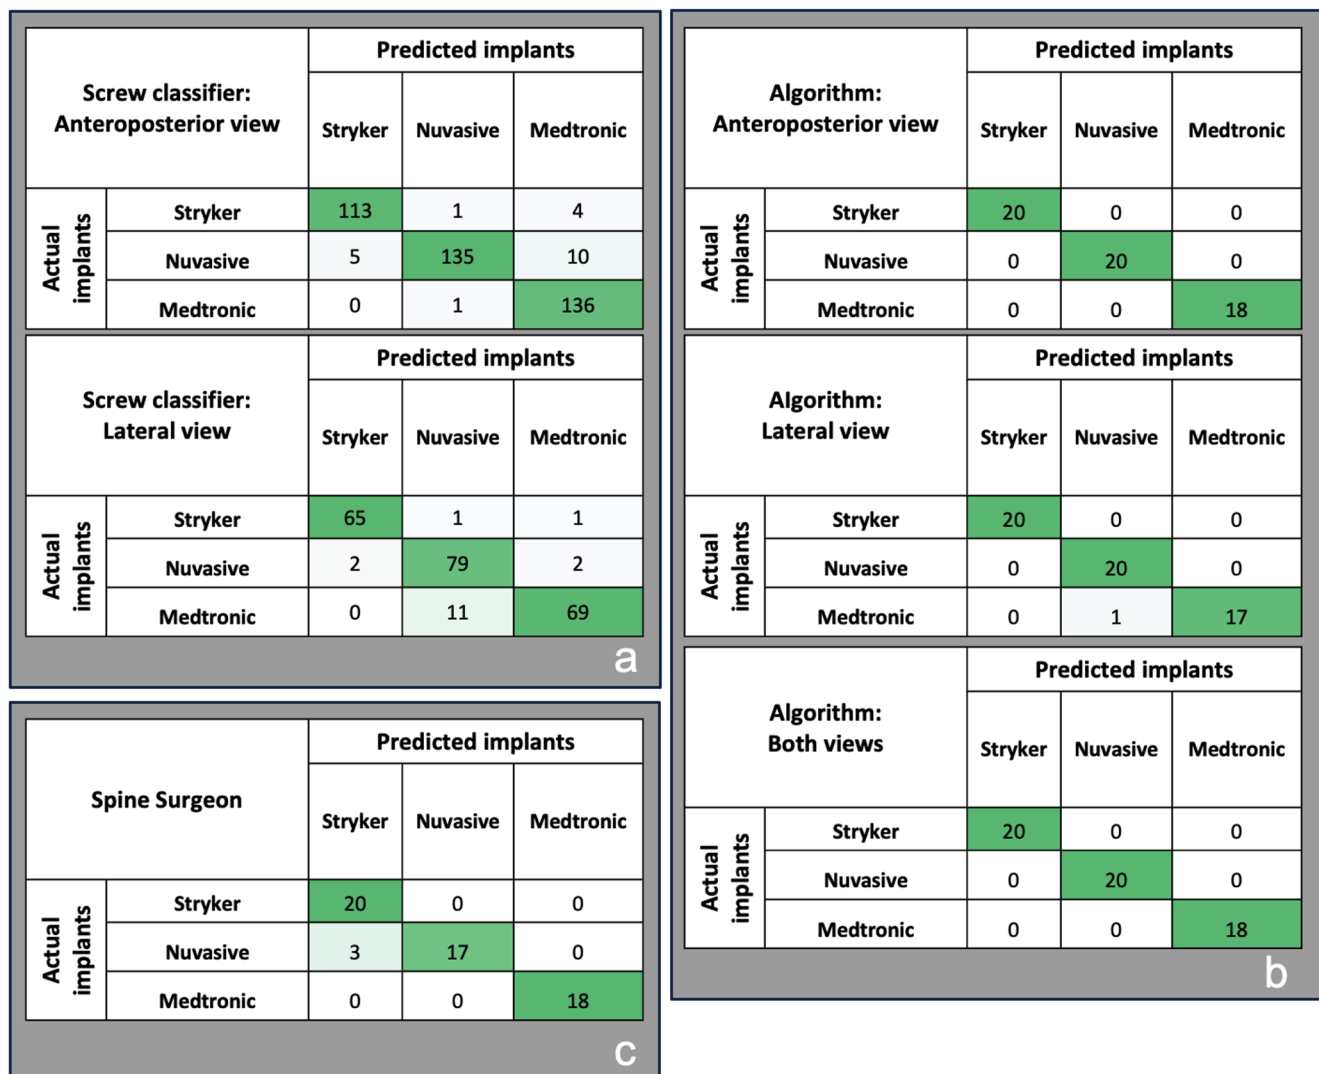 Screw classifier:
Anteroposterior view
Predicted implants
Stryker Nuvasive Medtronic
Actual implants
Stryker 113 1 4
Nuvasive 5 135 10
Medtronic 0 1 136
Screw classifier:
Lateral view
Predicted implants
Stryker Nuvasive Medtronic
Actual implants
Stryker 65 1 1
Nuvasive 2 79 2
Medtronic 0 11 69
a
Algorithm:
Anteroposterior view
Predicted implants
Stryker Nuvasive Medtronic
Actual implants
Stryker 20 0 0
Nuvasive 0 20 0
Medtronic 0 0 18
Algorithm:
Lateral view
Predicted implants
Stryker Nuvasive Medtronic
Actual implants
Stryker 20 0 0
Nuvasive 0 20 0
Medtronic 0 1 17
Algorithm:
Both views
Predicted implants
Stryker Nuvasive Medtronic
Actual implants
Stryker 20 0 0
Nuvasive 0 20 0
Medtronic 0 0 18
b
Spine Surgeon
Predicted implants
Stryker Nuvasive Medtronic
Actual implants
Stryker 20 0 0
Nuvasive 3 17 0
Medtronic 0 0 18
c